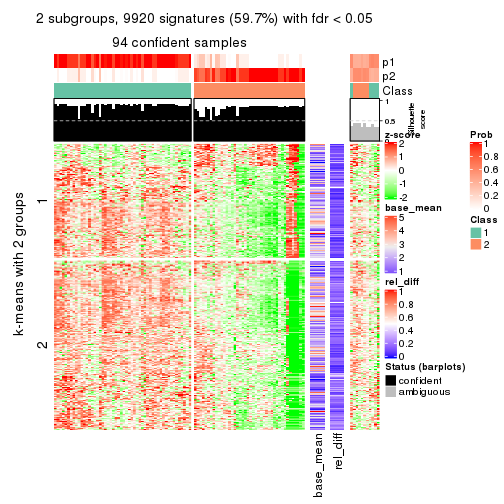 2 subgroups, 9920 signatures (59.7%) with fdr < 0.05
94 confident samples
p1
p2
Class
1
0.5
0
Silhouette
score
k-means with 2 groups
1
2
base_mean
rel_diff
z-score
2
1
0
-1
-2
base_mean
5
4
3
2
1
rel_diff
1
0.8
0.6
0.4
0.2
0
Status (barplots)
confident
ambiguous
Prob
1
0.8
0.6
0.4
0.2
0
Class
1
2